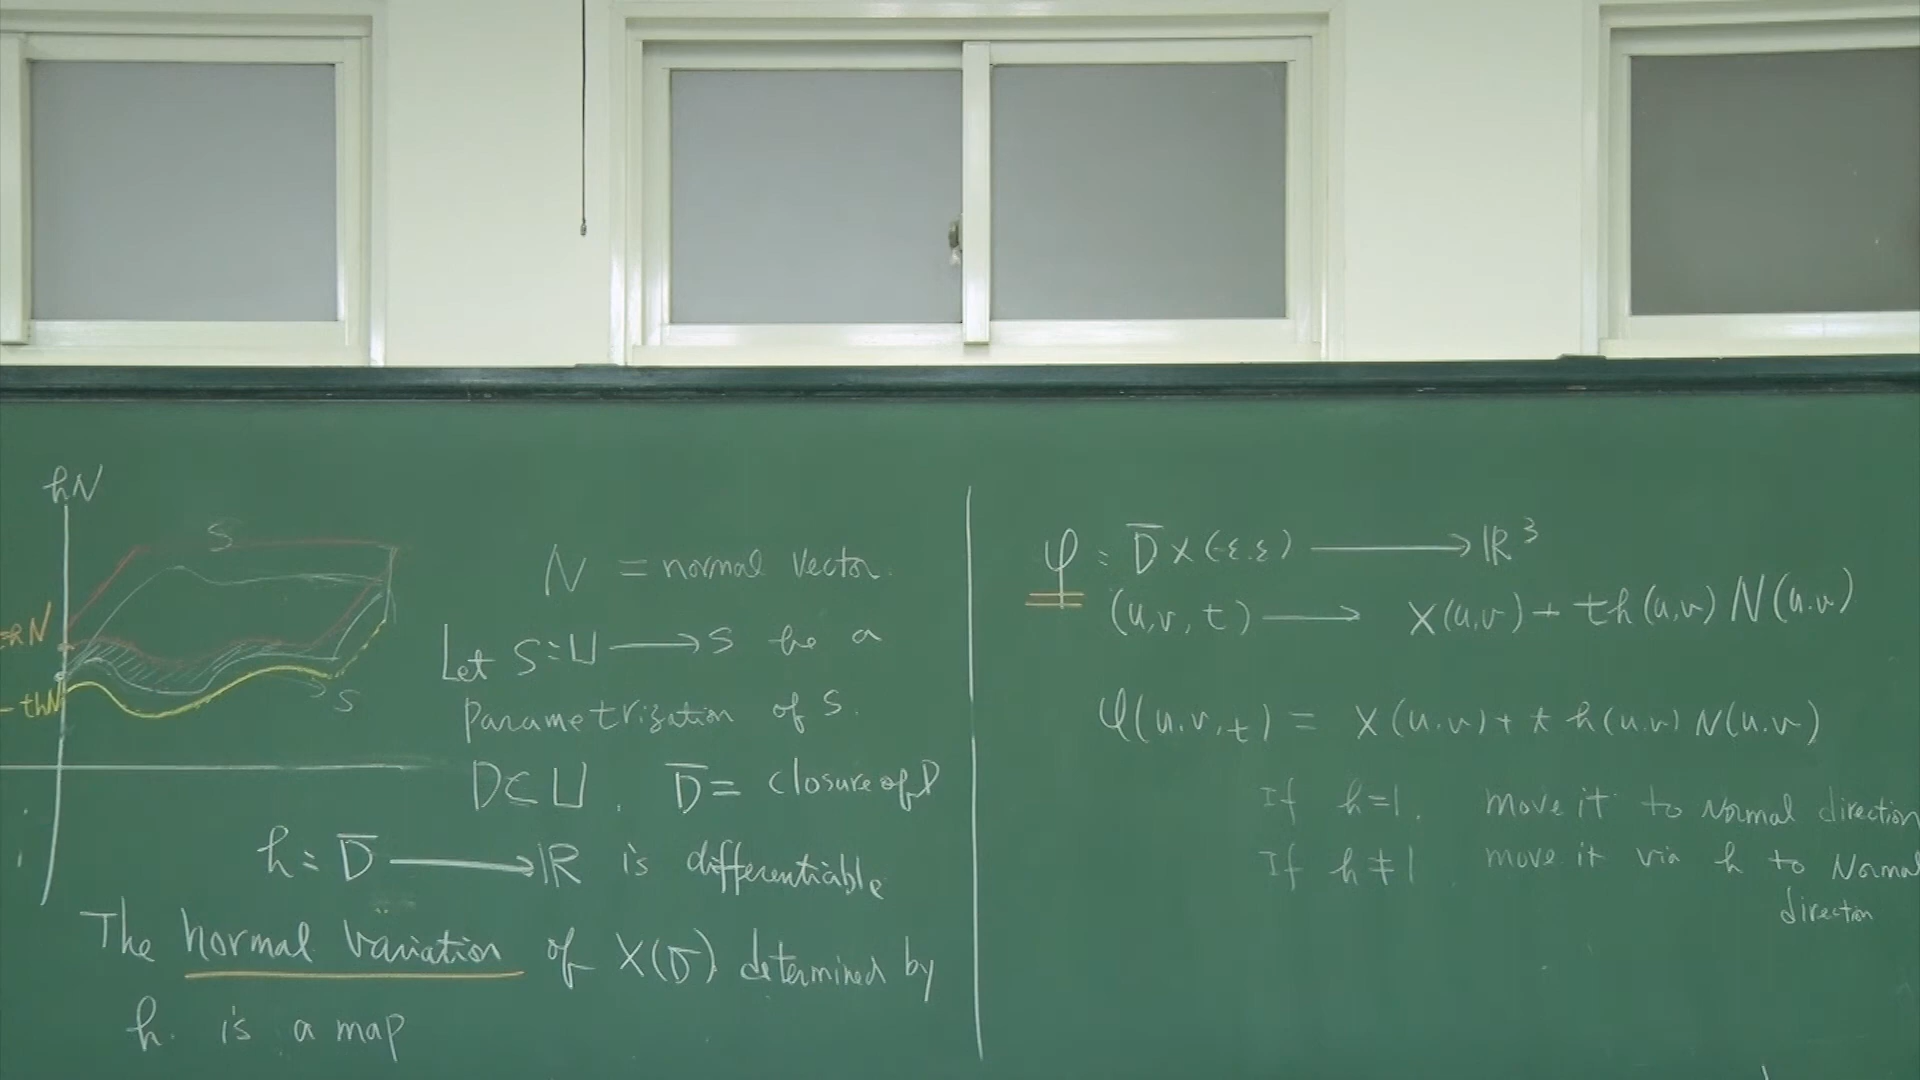 hN
S
N = normal vector.
Let S: U → S be a
parametrization of S.
- thN
S
D ⊂ U. D̄ = closure of D
h: D̄ → ℝ is differentiable
The normal variation of X(D̄) determined by
h. is a map
φ: D̄ × (-ε.ε) → ℝ³
(u,v,t) → X(u,v) + th(u,v) N(u.v)
φ(u.v,t) = X(u.v) + t h(u.v) N(u.v)
If h=1. move it to Normal direction
If h≠1 move it via h to Normal
direction